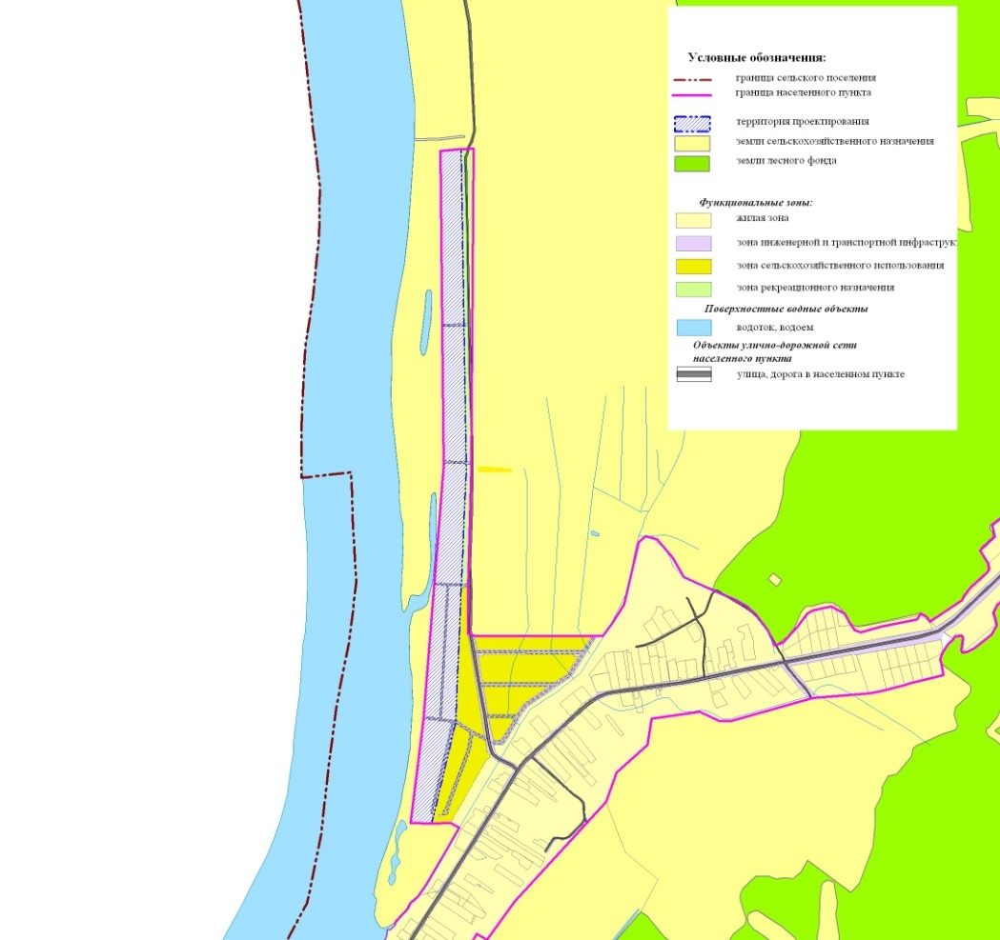 Условные обозначения:
граница сельского поселения
граница населенного пункта
территория проектирования
земли сельскохозяйственного назначения
земли лесного фонда
Функциональные зоны:
жилая зона
зона инженерной и транспортной инфраструк
зона сельскохозяйственного использования
зона рекреационного назначения
Поверхностные водные объекты
водоток, водоем
Объекты улично-дорожной сети
населенного пункта
улица, дорога в населенном пункте